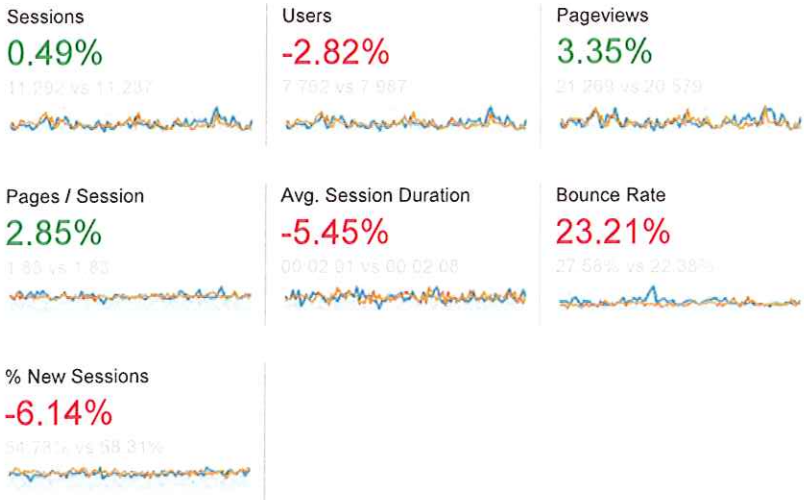 Sessions
0.49%
11,292 vs 11,237
Users
-2.82%
7,762 vs 7,987
Pageviews
3.35%
21,269 vs 20,579
Pages / Session
2.85%
vs 1.83
Avg. Session Duration
-5.45%
00:02:01 vs 00:02:08
Bounce Rate
23.21%
27.58% vs 22.38%
% New Sessions
-6.14%
54.73% vs 58.31%